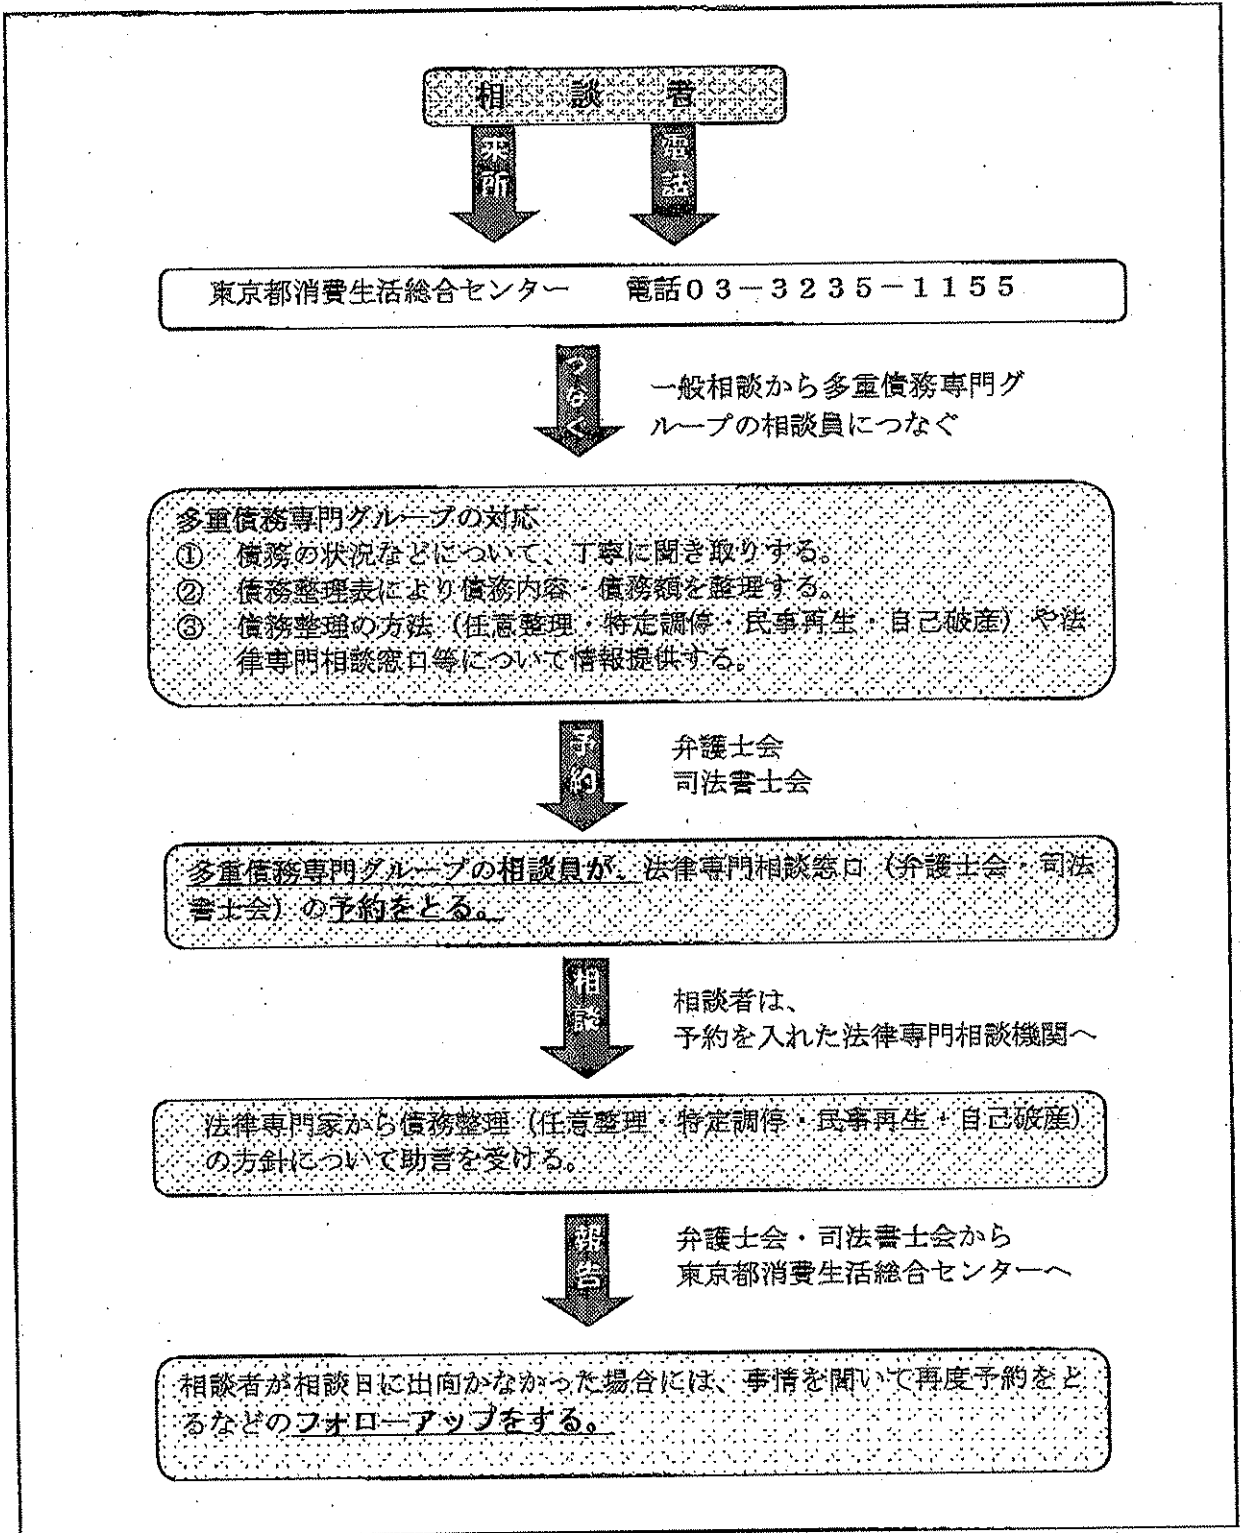 相談者
来所
電話
東京都消費生活総合センター　電話０３－３２３５－１１５５
つなぐ
一般相談から多重債務専門グ
ループの相談員につなぐ
多重債務専門グループの対応
①　債務の状況などについて、丁寧に聞き取りする。
②　債務整理表により債務内容・債務額を整理する。
③　債務整理の方法（任意整理・特定調停・民事再生・自己破産）や法
律専門相談窓口等について情報提供する。
予約
弁護士会
司法書士会
多重債務専門グループの相談員が、法律専門相談窓口（弁護士会・司法
書士会）の予約をとる。
相談
相談者は、
予約を入れた法律専門相談機関へ
法律専門家から債務整理（任意整理・特定調停・民事再生・自己破産）
の方針について助言を受ける。
報告
弁護士会・司法書士会から
東京都消費生活総合センターへ
相談者が相談日に出向かなかった場合には、事情を聞いて再度予約をと
るなどのフォローアップをする。